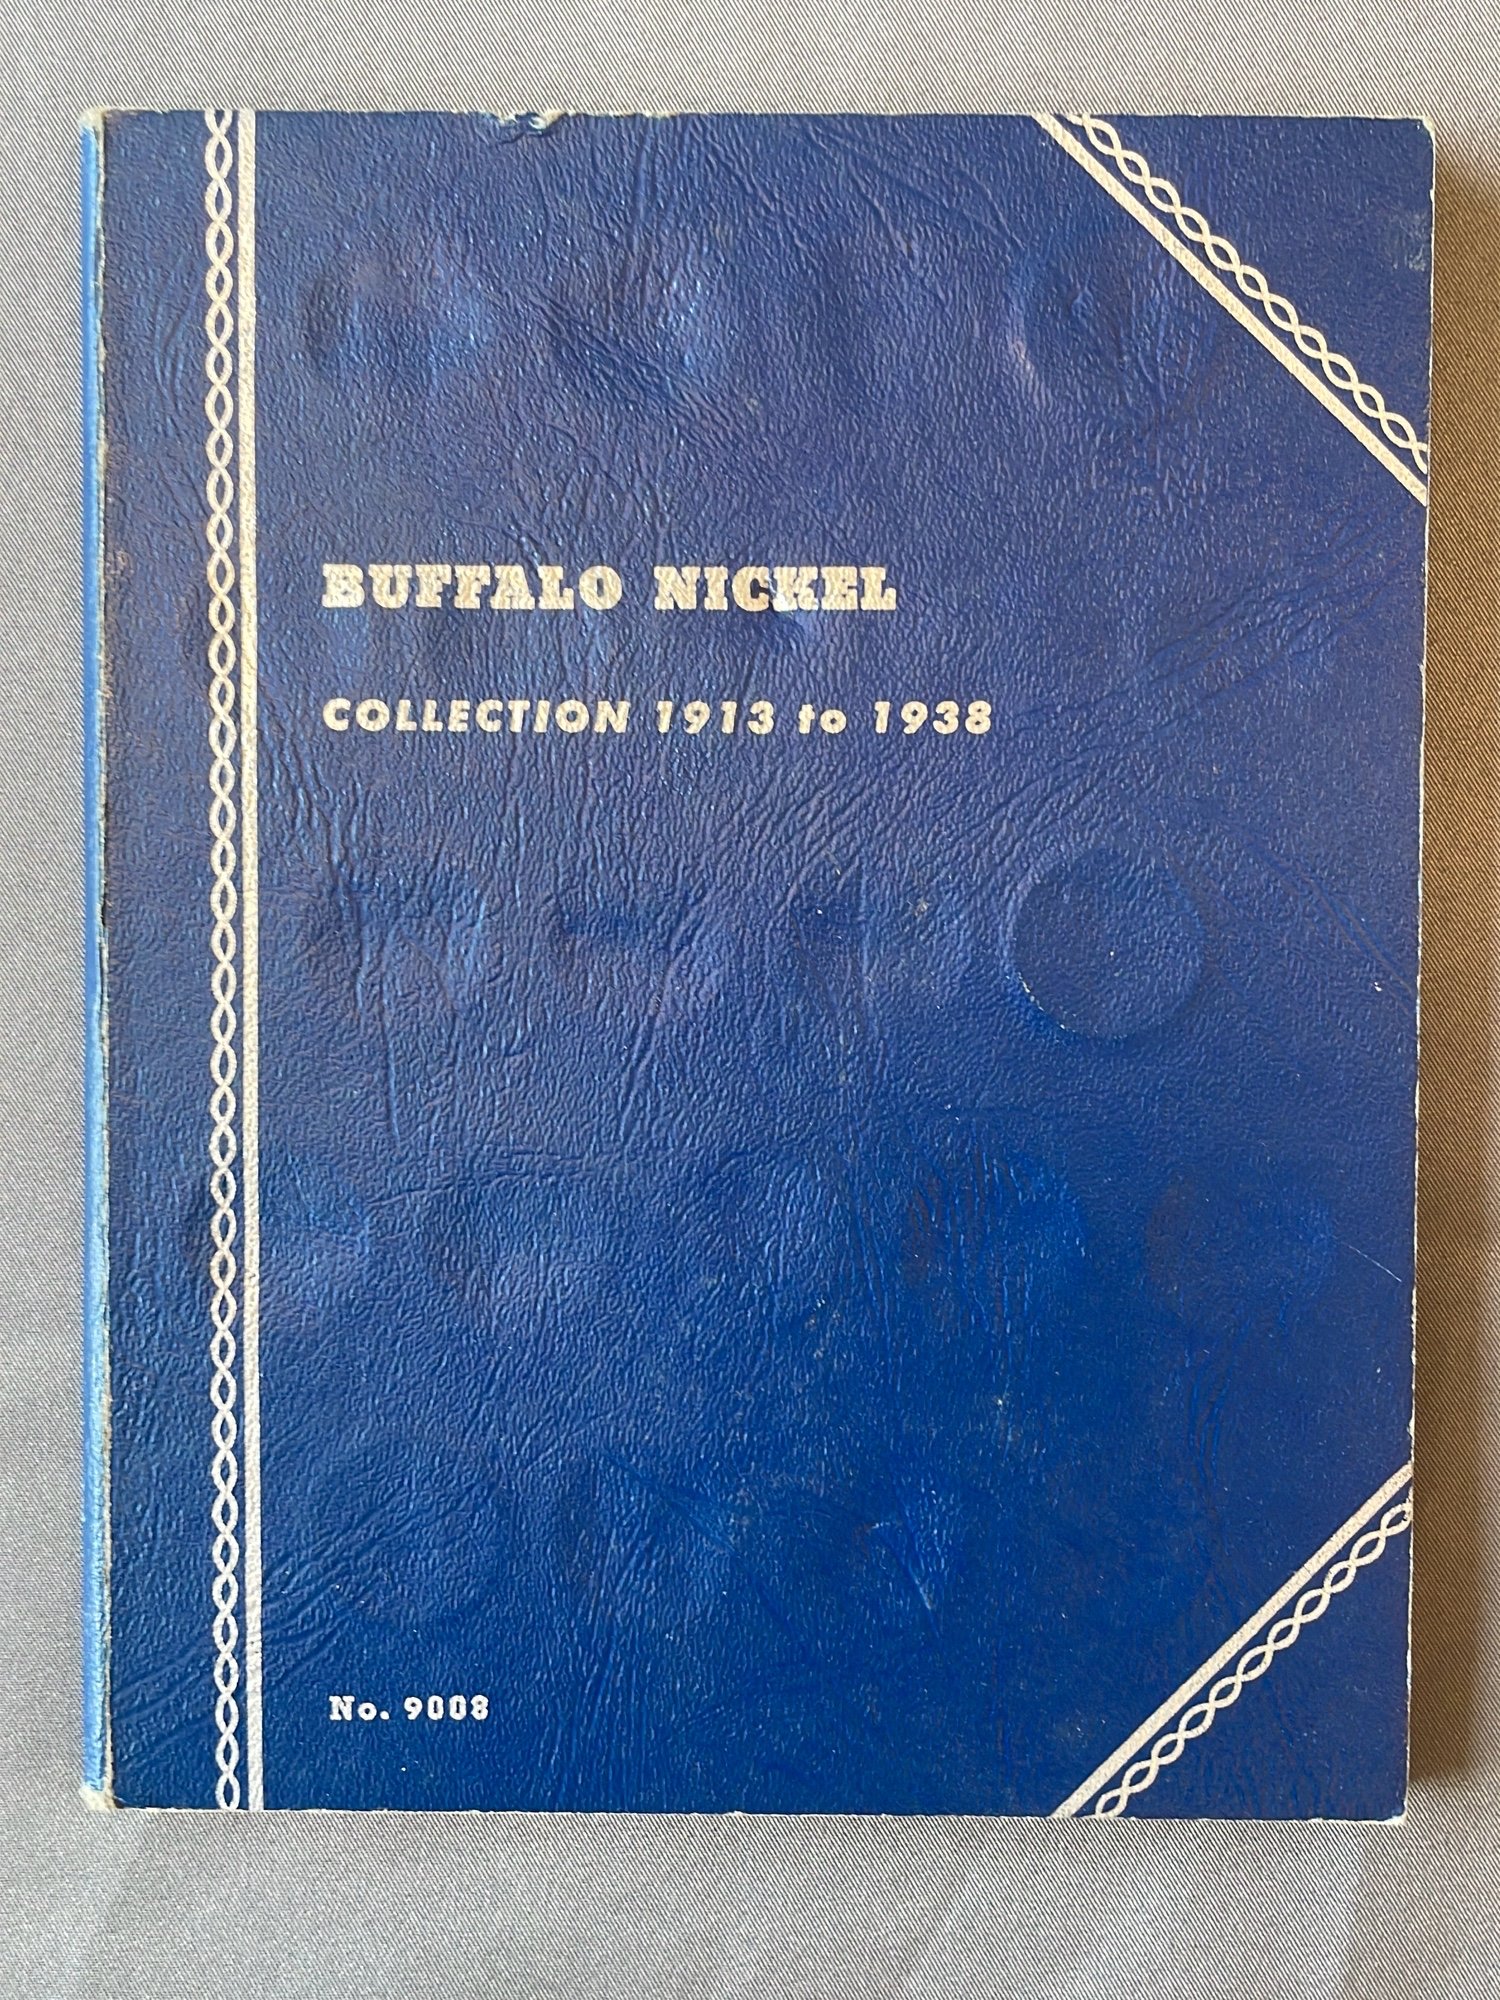 BUFFALO NICKEL
COLLECTION 1913 to 1938
No. 9008